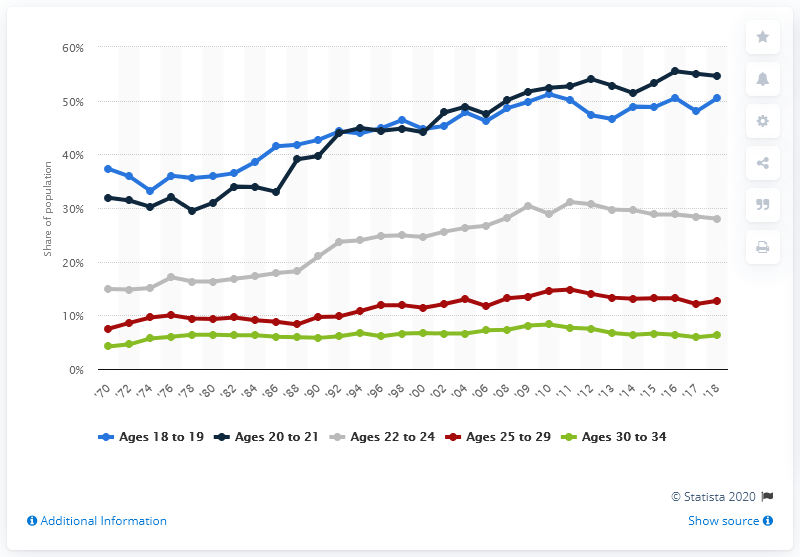 60%
50%
40%
30%
20%
10%
0%
Share of population
'70 '72 '74 '76 '78 '80 '82 '84 '86 '88 '90 '92 '94 '96 '98 '00 '02 '04 '06 '08 '09 '10 '11 '12 '13 '14 '15 '16 '17 '18
Ages 18 to 19 Ages 20 to 21 Ages 22 to 24 Ages 25 to 29 Ages 30 to 34
© Statista 2020
Additional Information Show source